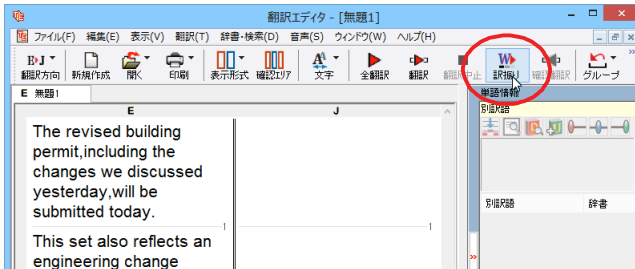 翻訳エディタ - [無題1]
ファイル(F) 編集(E) 表示(V) 翻訳(T) 辞書・検索(D) 音声(S) ウィンドウ(W) ヘルプ(H)
E▸J
翻訳方向 新規作成 開く 印刷 表示形式 確認エリア 文字 全翻訳 翻訳 翻訳中止 訳振り 確認翻訳 グループ
E 無題1
単語情報
別訳語
E J
The revised building
permit,including the
changes we discussed
yesterday,will be
submitted today.
1 1
This set also reflects an
engineering change
別訳語 辞書